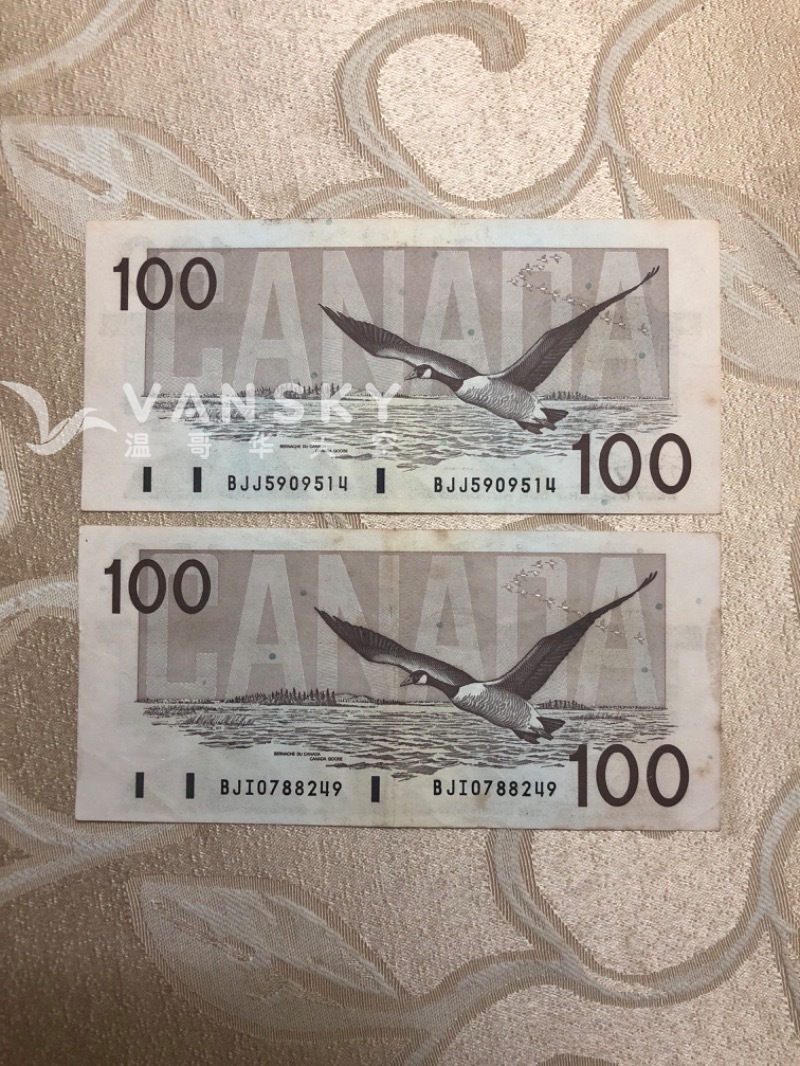 100
CANADA
VANSKY
温哥华天空
BERNACHE DU CANADA
CANADA GOOSE
100
BJJ5909514 BJJ5909514
100
CANADA
BERNACHE DU CANADA
CANADA GOOSE
100
BJI0788249 BJI0788249